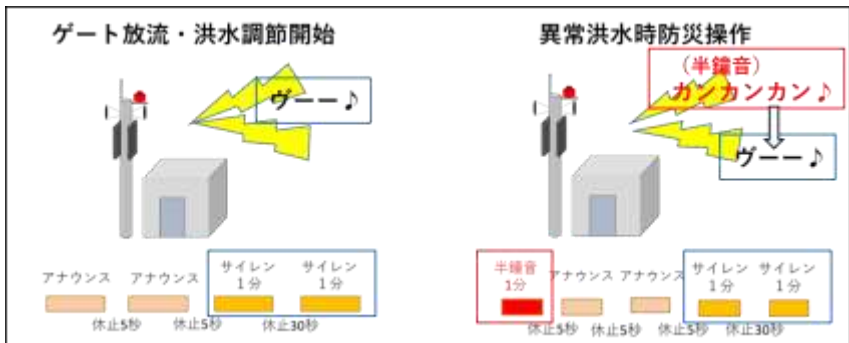 ゲート放流・洪水調節開始
ヴーー♪
アナウンス アナウンス サイレン サイレン
1分 1分
休止5秒 休止5秒 休止30秒
異常洪水時防災操作
(半鐘音)
カンカンカン♪
ヴーー♪
半鐘音 アナウンス アナウンス サイレン サイレン
1分 1分 1分
休止5秒 休止5秒 休止5秒 休止30秒